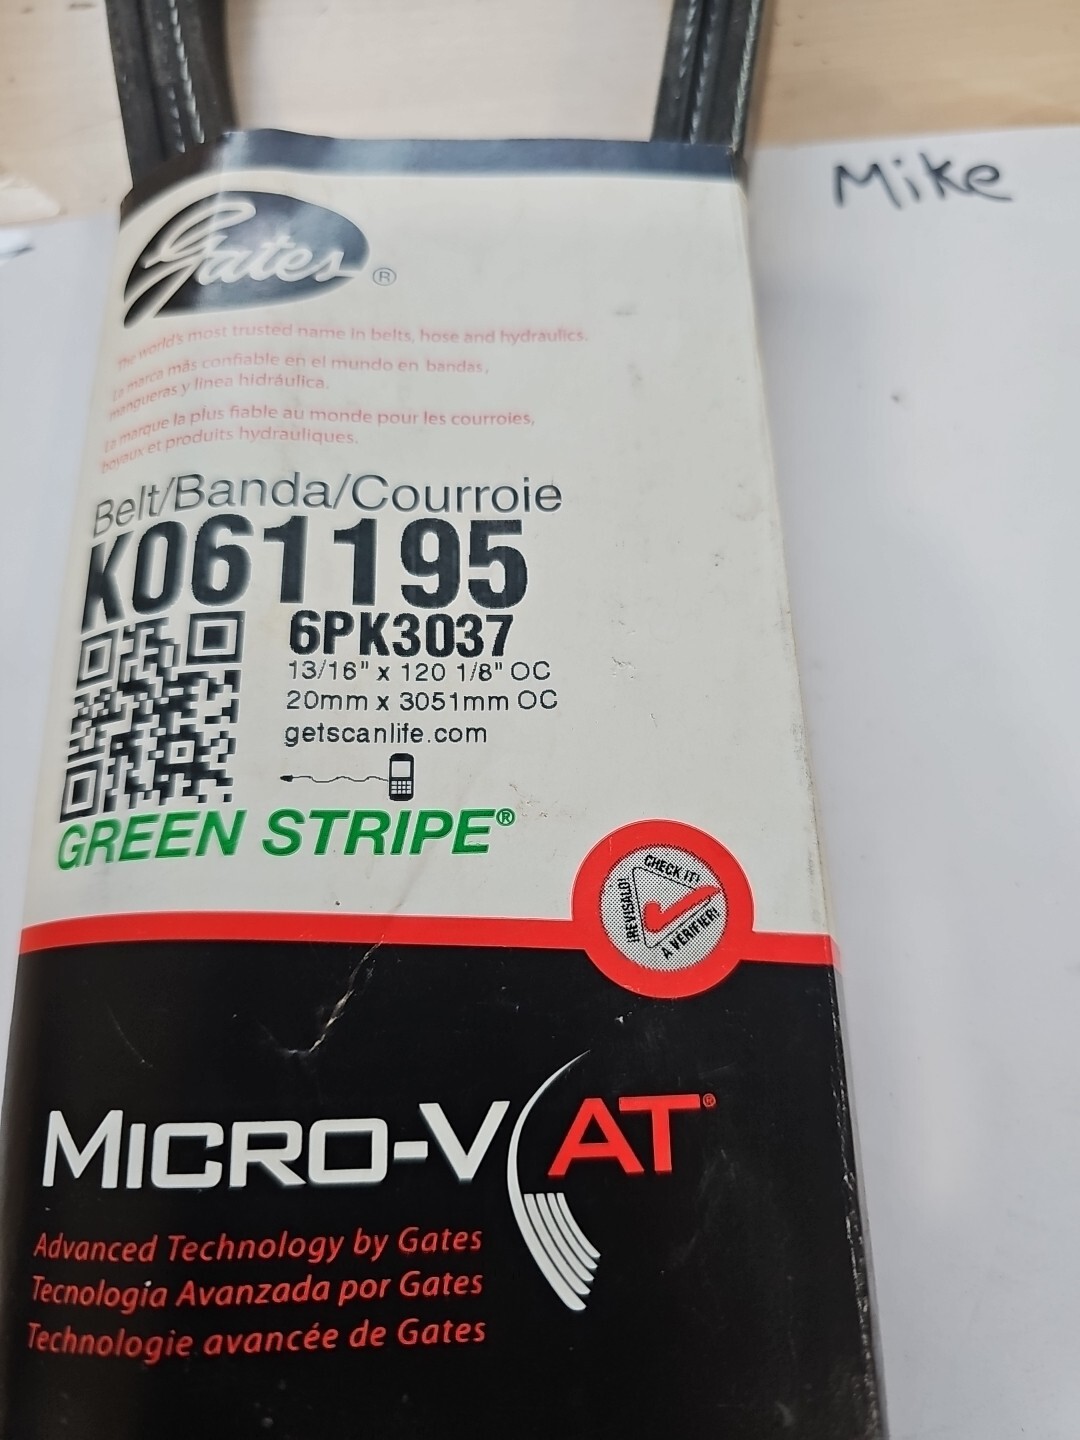 Mike
Gates®
The world's most trusted name in belts, hose and hydraulics.
La marca más confiable en el mundo en bandas,
mangueras y linea hidráulica.
La marque la plus fiable au monde pour les courroies,
boyaux et produits hydrauliques.
Belt/Banda/Courroie
K061195
6PK3037
13/16" x 120 1/8" OC
20mm x 3051mm OC
getscanlife.com
GREEN STRIPE®
CHECK IT!
¡REVISALO!
A VÉRIFIER!
MICRO-V AT®
Advanced Technology by Gates
Tecnologia Avanzada por Gates
Technologie avancée de Gates